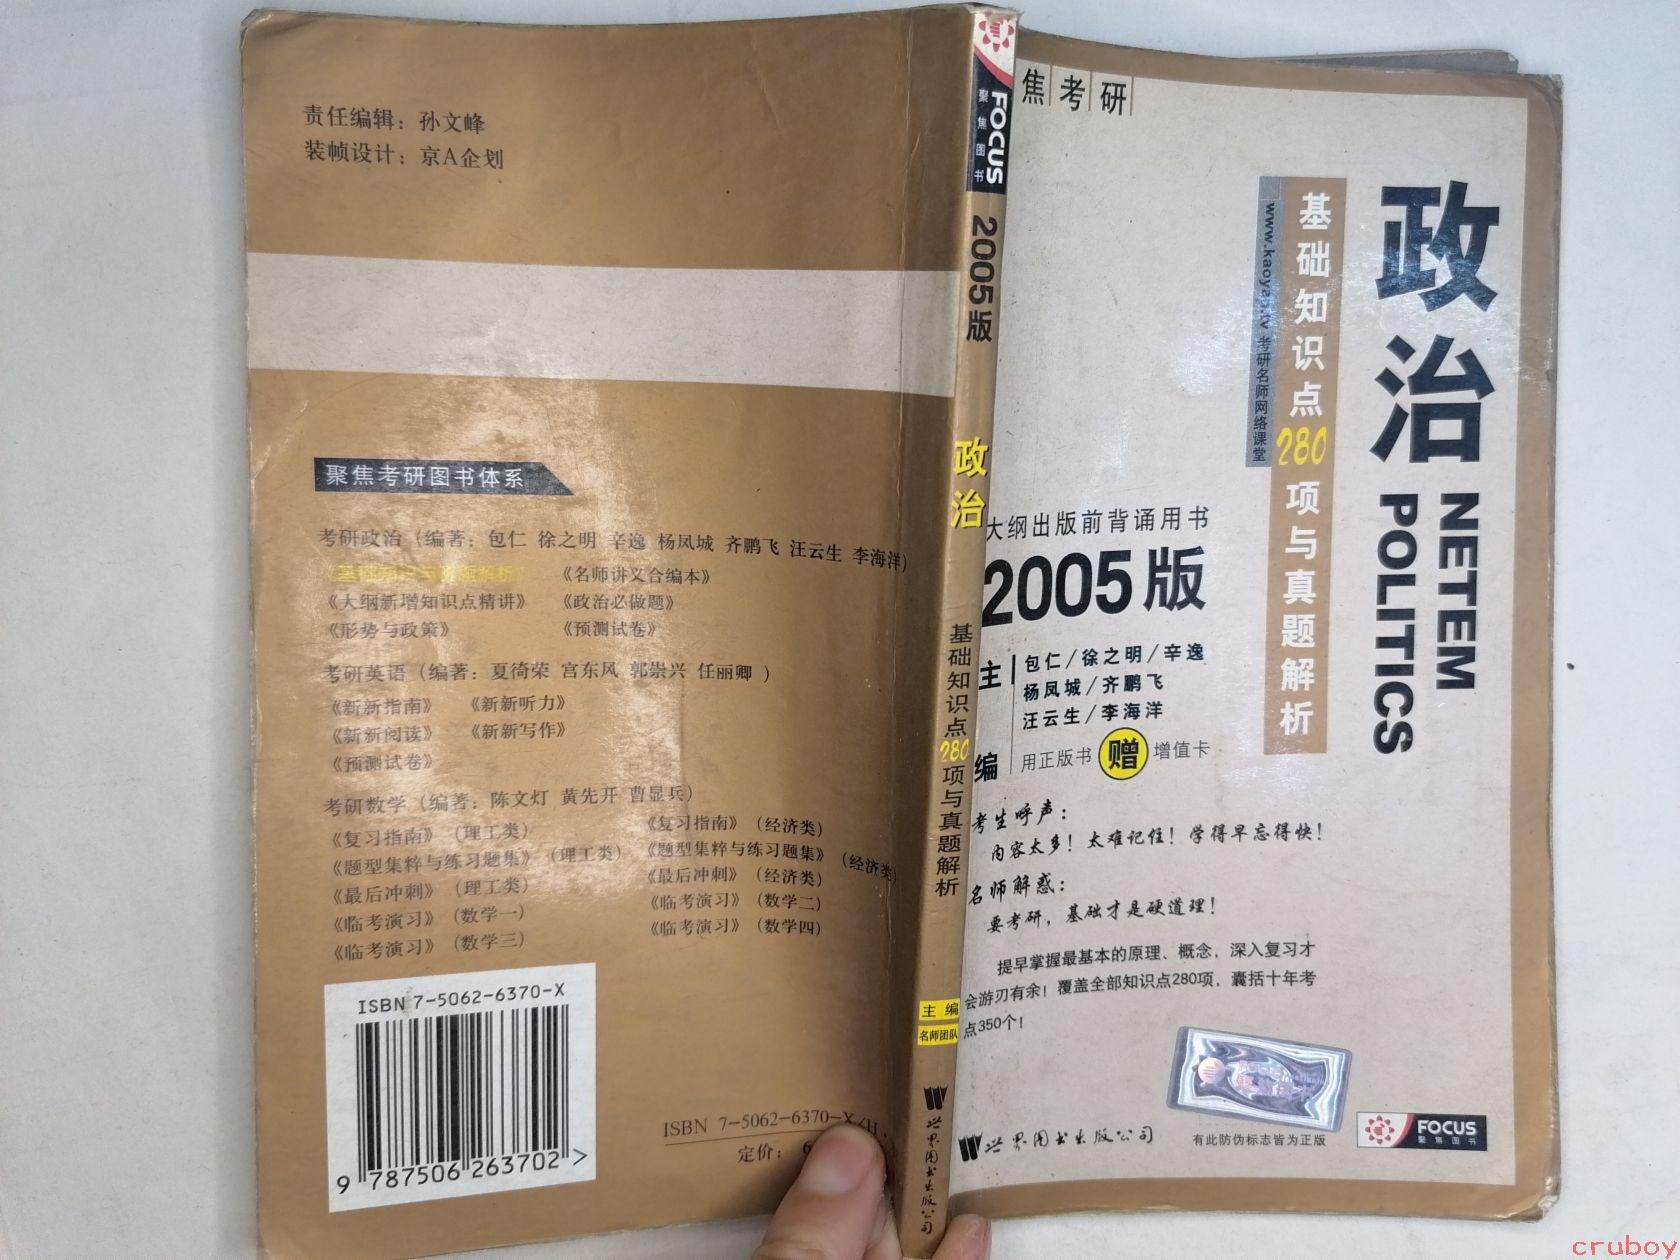 责任编辑：孙文峰
装帧设计：京A企划
聚焦考研图书体系
考研政治（编著：包仁 徐之明 辛逸 杨凤城 齐鹏飞 汪云生 李海洋）
《名师讲义合编本》
《大纲新增知识点精讲》 《政治必做题》
《形势与政策》 《预测试卷》
考研英语（编著：夏徛荣 宫东风 郭崇兴 任丽卿 ）
《新新指南》 《新新听力》
《新新阅读》 《新新写作》
《预测试卷》
考研数学（编著：陈文灯 黄先开 曹显兵）
《复习指南》（理工类） 《复习指南》（经济类）
《题型集粹与练习题集》（理工类） 《题型集粹与练习题集》（经济类）
《最后冲刺》（理工类） 《最后冲刺》（经济类）
《临考演习》（数学一） 《临考演习》（数学二）
《临考演习》（数学三） 《临考演习》（数学四）
ISBN 7-5062-6370-X
9 787506 263702 >
ISBN 7-5062-6370-X/H
定价：6
FOCUS
聚焦图书
2005版
政治
基础知识点280项与真题解析
主编
名师团队
世界图书出版公司
焦考研
政治
NETEM
POLITICS
基础知识点280项与真题解析
www.kaoyan.tv 考研名师网络课堂
大纲出版前背诵用书
2005版
主编
包仁/徐之明/辛逸
杨凤城/齐鹏飞
汪云生/李海洋
用正版书 赠 增值卡
考生呼声：
内容太多！太难记住！学得早忘得快！
名师解惑：
要考研，基础才是硬道理！
提早掌握最基本的原理、概念，深入复习才
会游刃有余！覆盖全部知识点280项，囊括十年考
点350个！
世界图书出版公司
有此防伪标志皆为正版
FOCUS
聚焦图书
cruboy